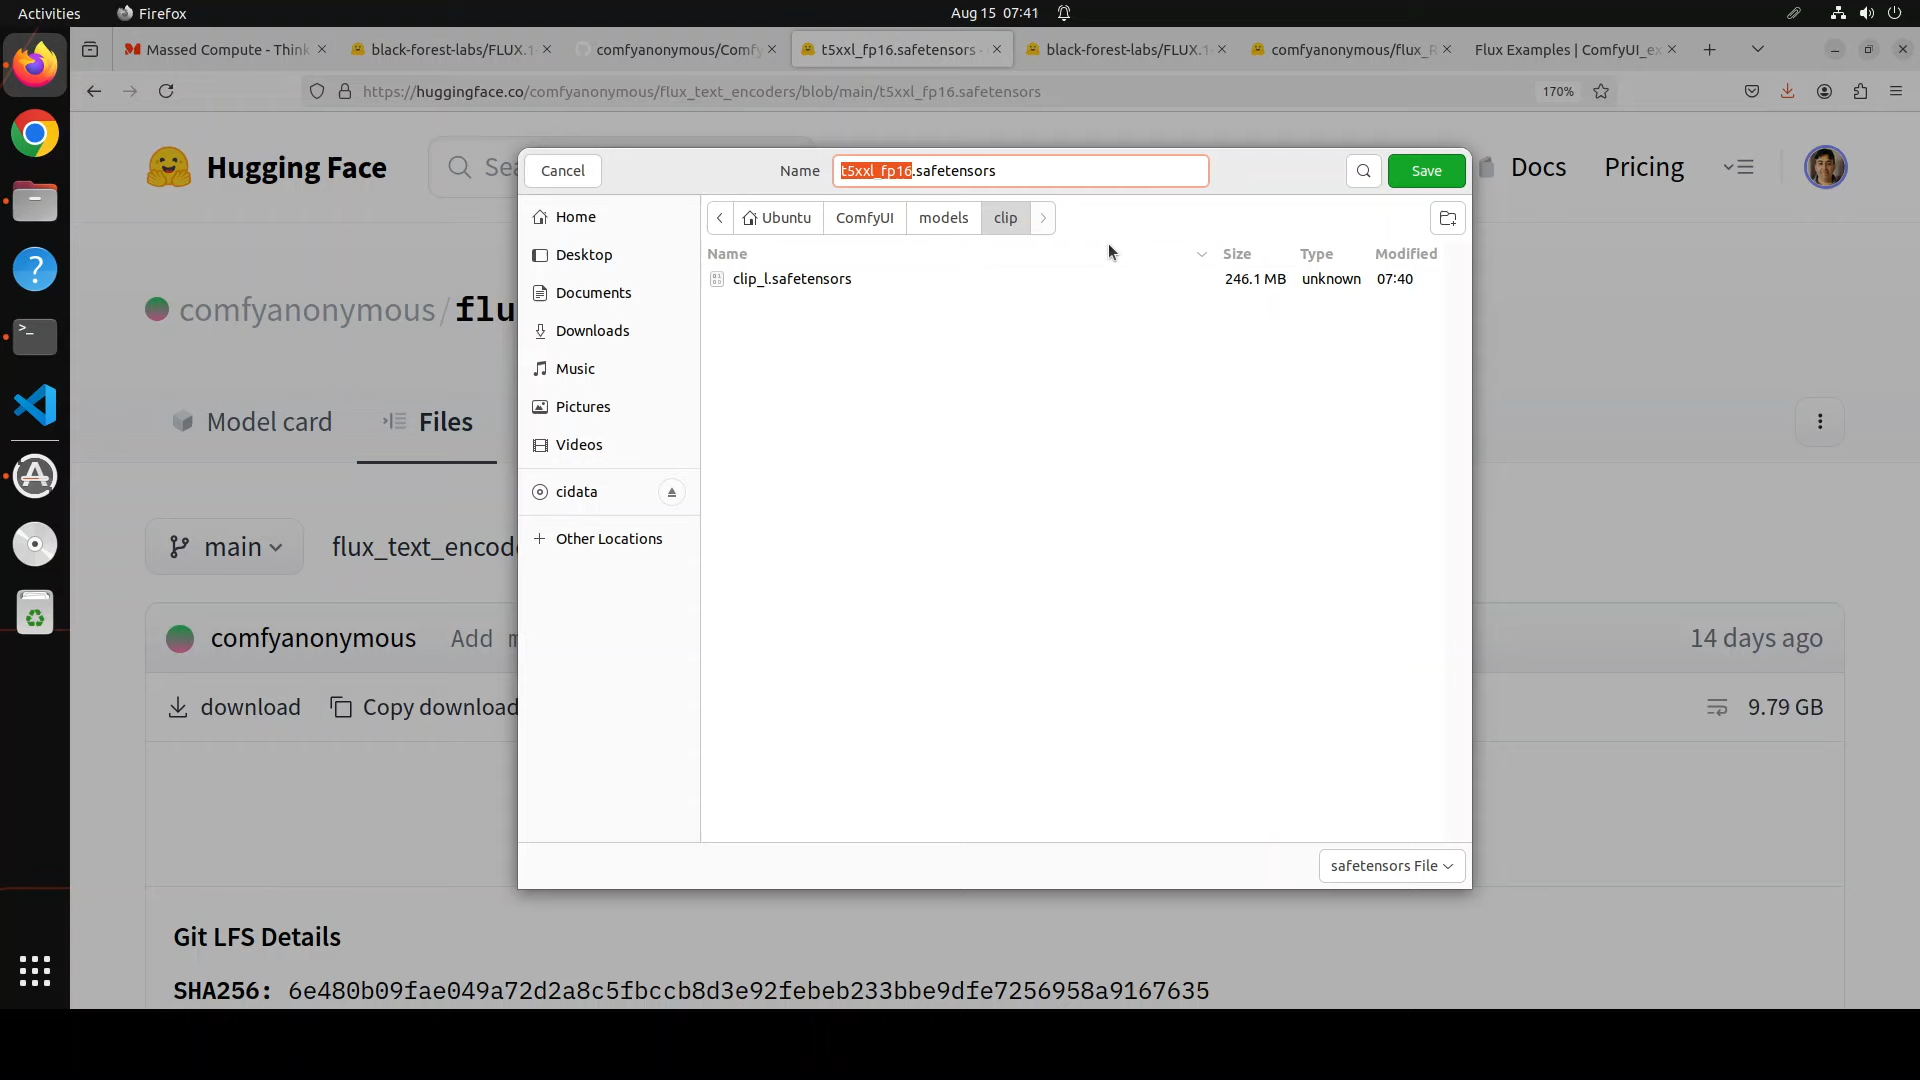 Activities Firefox Aug 15 07:41
Massed Compute - Think black-forest-labs/FLUX.1- comfyanonymous/Comfy t5xxl_fp16.safetensors - black-forest-labs/FLUX.1- comfyanonymous/flux_ Flux Examples | ComfyUI_ex
https://huggingface.co/comfyanonymous/flux_text_encoders/blob/main/t5xxl_fp16.safetensors 170%
Hugging Face Sea Docs Pricing
Cancel Name t5xxl_fp16.safetensors Save
Home
Desktop
Documents
Downloads
Music
Pictures
Videos
cidata
Other Locations
Ubuntu ComfyUI models clip
Name Size Type Modified
clip_l.safetensors 246.1 MB unknown 07:40
safetensors File
comfyanonymous/flu
Model card Files
main flux_text_encod
comfyanonymous Add 14 days ago
download Copy download 9.79 GB
Git LFS Details
SHA256: 6e480b09fae049a72d2a8c5fbccb8d3e92febeb233bbe9dfe7256958a9167635